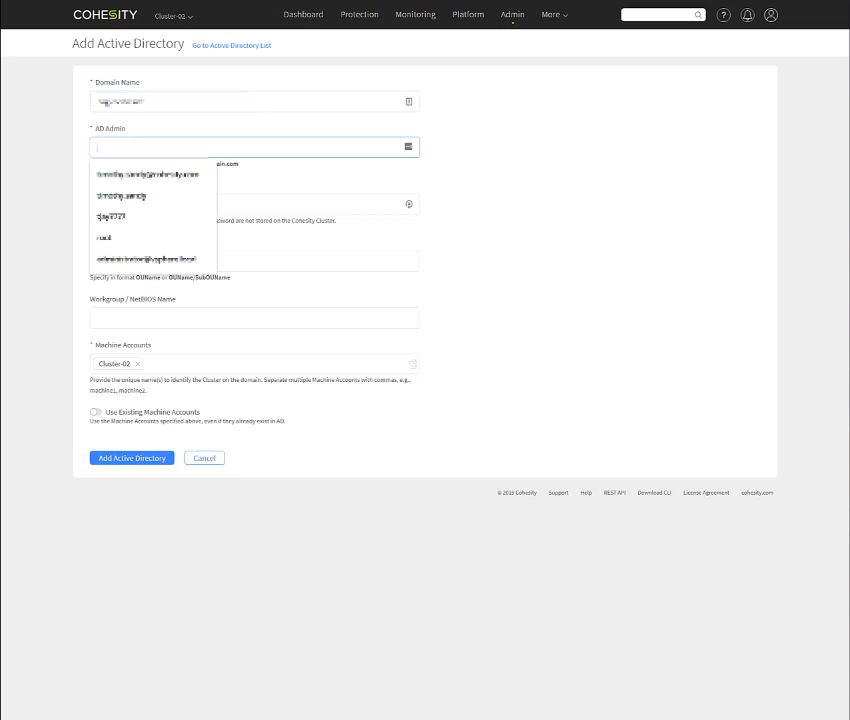 COHESITY
Cluster-02
Dashboard
Protection
Monitoring
Platform
Admin
More
?
Add Active Directory
Go to Active Directory List
* Domain Name
* AD Admin
ain.com
sword are not stored on the Cohesity Cluster.
Specify in format OUName or OUName/SubOUName
Workgroup / NetBIOS Name
* Machine Accounts
Cluster-02 ×
Provide the unique name(s) to identify the Cluster on the domain. Separate multiple Machine Accounts with commas, e.g.,
machine1, machine2.
Use Existing Machine Accounts
Use the Machine Accounts specified above, even if they already exist in AD.
Add Active Directory
Cancel
© 2019 Cohesity
Support
Help
REST API
Download CLI
License Agreement
cohesity.com